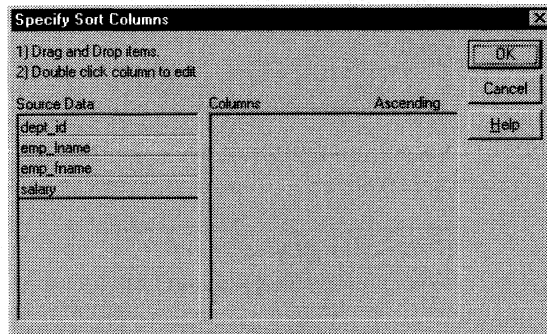 Specify Sort Columns
1) Drag and Drop items.
2) Double click column to edit
OK
Cancel
Help
Source Data
Columns
Ascending
dept_id
emp_lname
emp_fname
salary